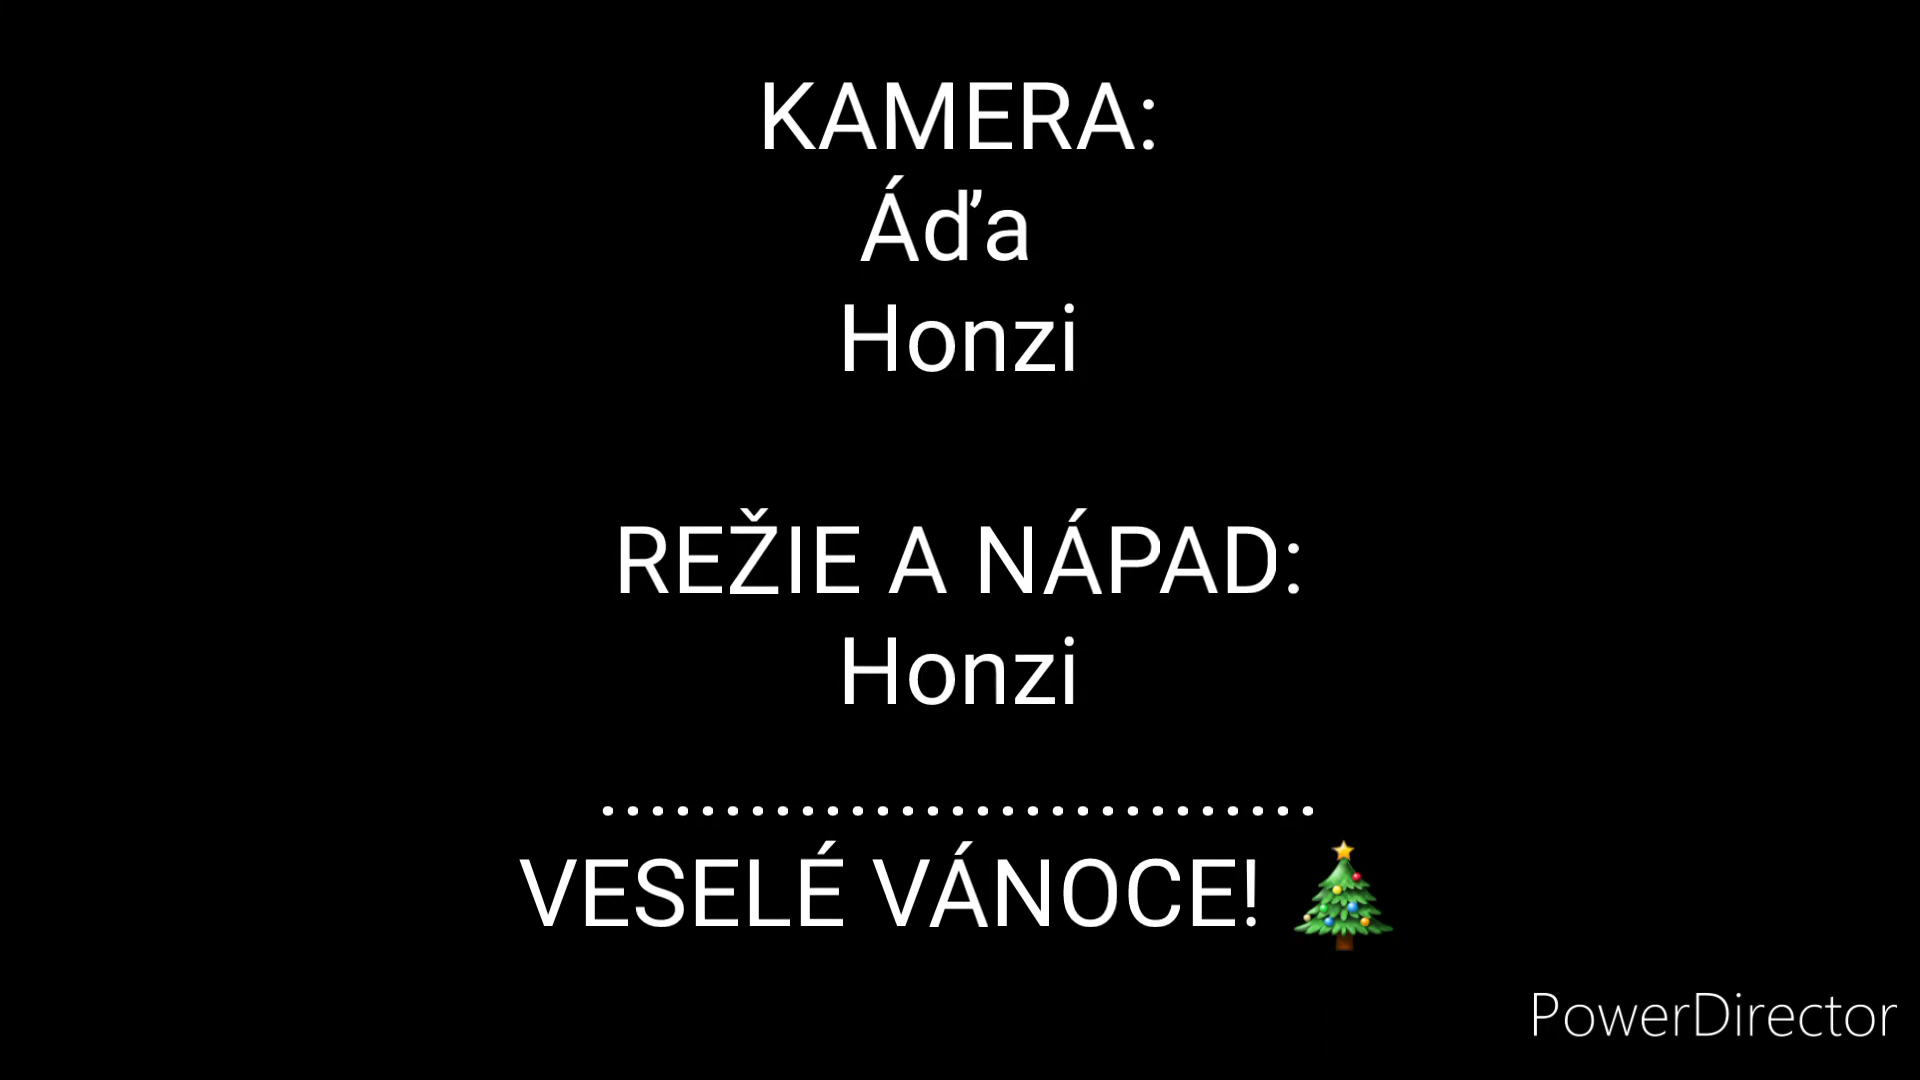 KAMERA:
Áďa
Honzi
REŽIE A NÁPAD:
Honzi
.............................
VESELÉ VÁNOCE! 🎄
PowerDirector